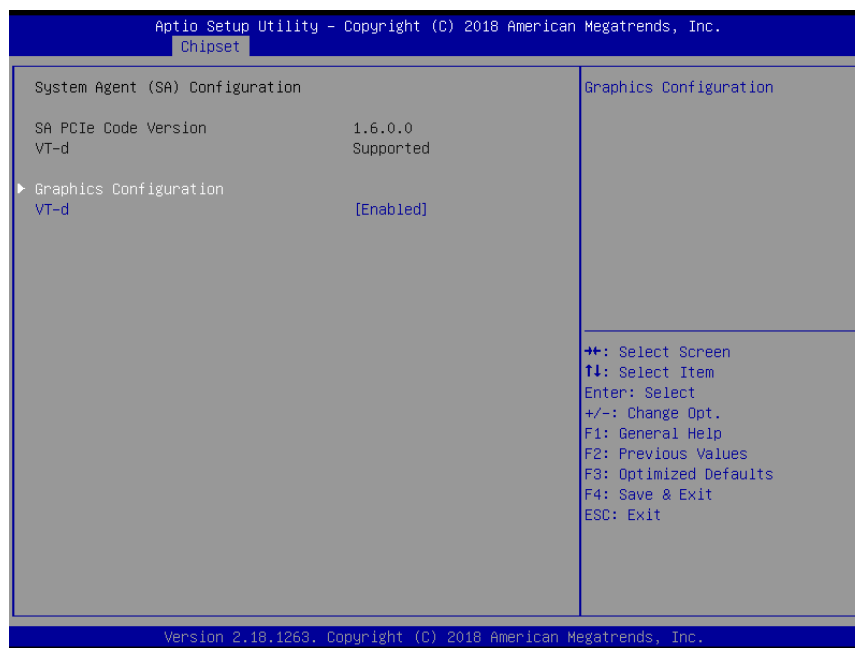 Aptio Setup Utility – Copyright (C) 2018 American Megatrends, Inc.
Chipset
System Agent (SA) Configuration
SA PCIe Code Version 1.6.0.0
VT-d Supported
Graphics Configuration
VT-d [Enabled]
Graphics Configuration
→←: Select Screen
↑↓: Select Item
Enter: Select
+/-: Change Opt.
F1: General Help
F2: Previous Values
F3: Optimized Defaults
F4: Save & Exit
ESC: Exit
Version 2.18.1263. Copyright (C) 2018 American Megatrends, Inc.